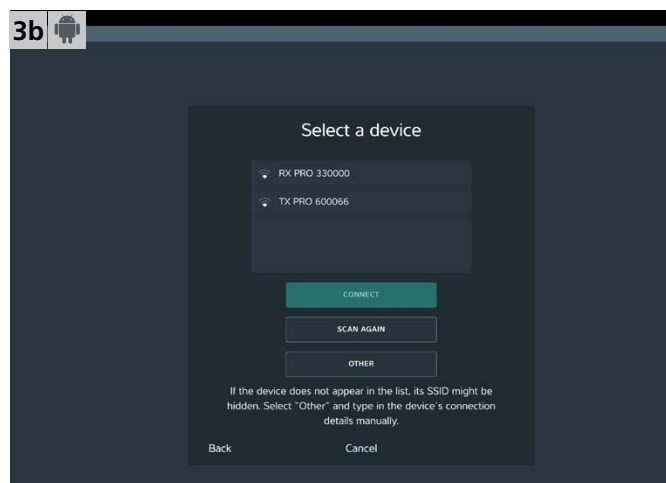 3b
Select a device
RX PRO 330000
TX PRO 600066
CONNECT
SCAN AGAIN
OTHER
If the device does not appear in the list, its SSID might be
hidden. Select "Other" and type in the device's connection
details manually.
Back Cancel